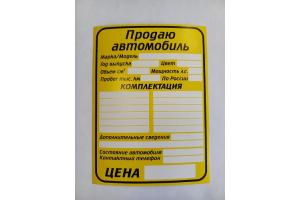 Продаю
автомобиль
Марка/Модель
Год выпуска Цвет
Объем см³ Мощность л.с.
Пробег тыс. км. По России
КОМПЛЕКТАЦИЯ
Дополнительные сведения
Состояние автомобиля
Контактный телефон
ЦЕНА